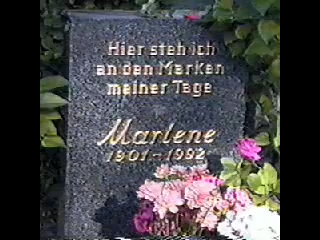 Hier steh ich
an den Marken
meiner Tage
Marlene
1901-1992